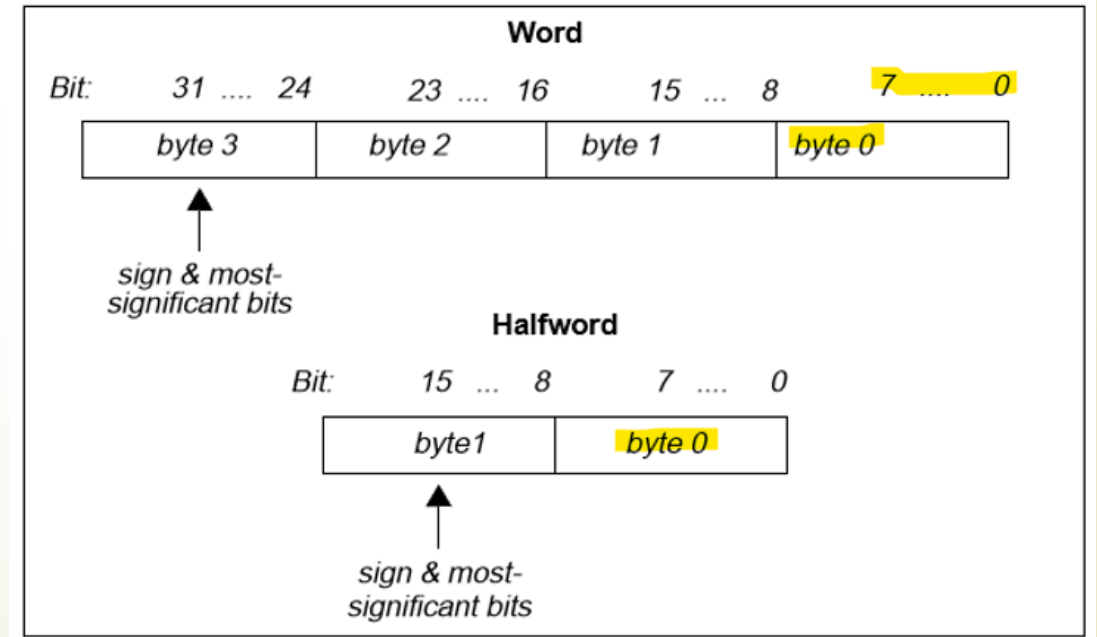 Word
Bit: 31 .... 24 23 .... 16 15 ... 8 7 .... 0
byte 3 byte 2 byte 1 byte 0
sign & most-
significant bits
Halfword
Bit: 15 ... 8 7 .... 0
byte1 byte 0
sign & most-
significant bits